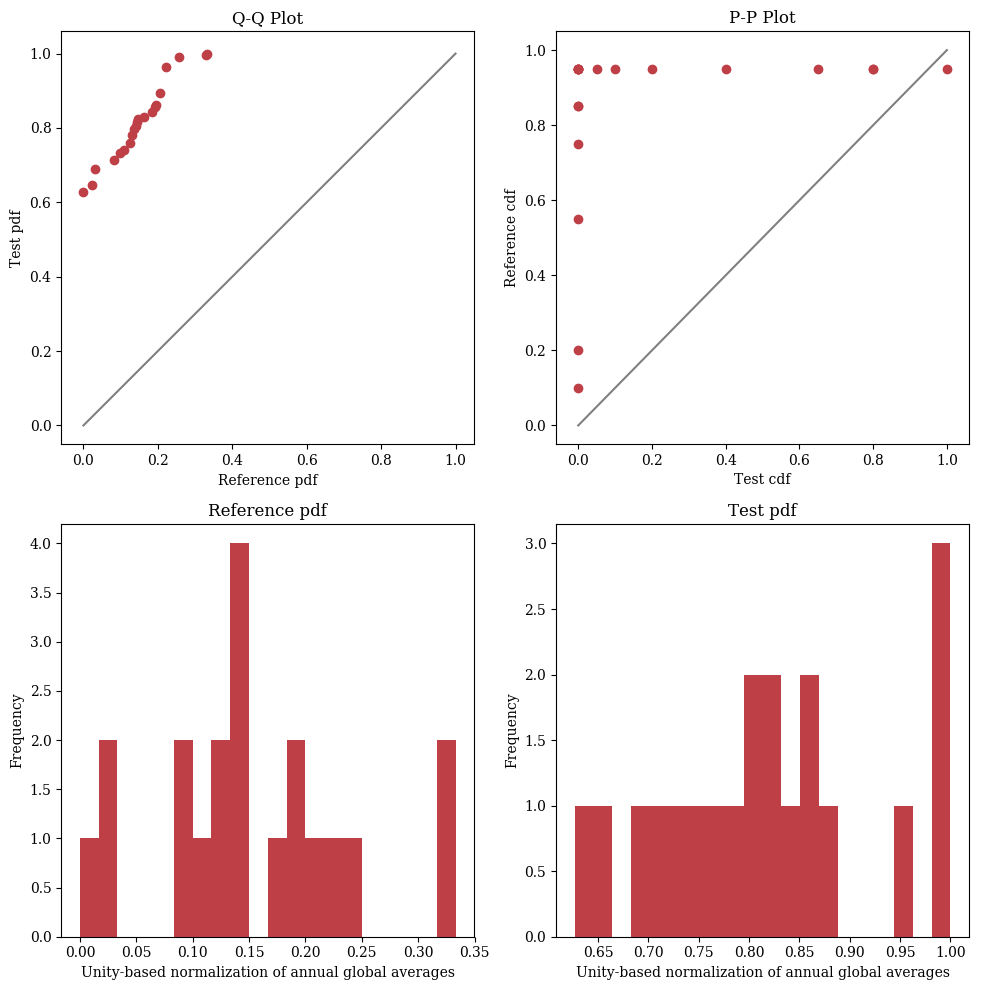 Q-Q Plot
1.0
0.8
0.6
0.4
0.2
0.0
Test pdf
0.0 0.2 0.4 0.6 0.8 1.0
Reference pdf
P-P Plot
1.0
0.8
0.6
0.4
0.2
0.0
Reference cdf
0.0 0.2 0.4 0.6 0.8 1.0
Test cdf
Reference pdf
4.0
3.5
3.0
2.5
2.0
1.5
1.0
0.5
0.0
Frequency
0.00 0.05 0.10 0.15 0.20 0.25 0.30 0.35
Unity-based normalization of annual global averages
Test pdf
3.0
2.5
2.0
1.5
1.0
0.5
0.0
Frequency
0.65 0.70 0.75 0.80 0.85 0.90 0.95 1.00
Unity-based normalization of annual global averages